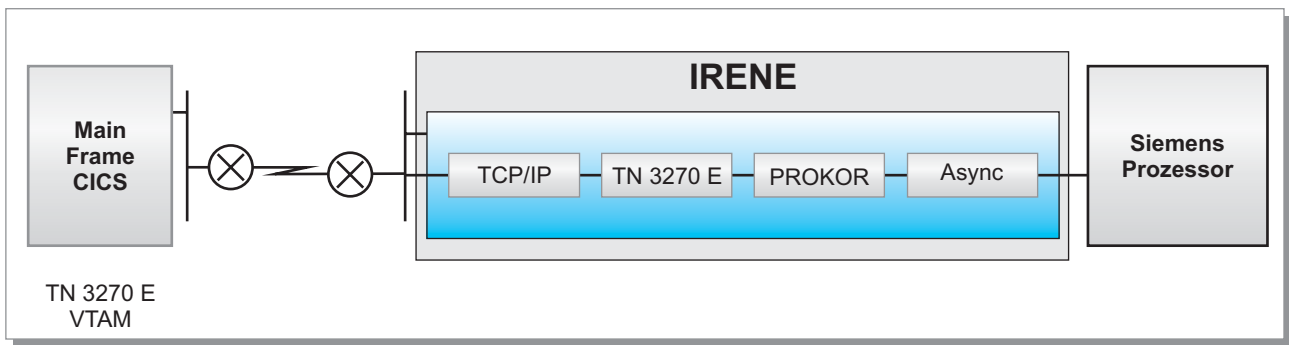 IRENE
Main
Frame
CICS
TCP/IP
TN 3270 E
PROKOR
Async
Siemens
Prozessor
TN 3270 E
VTAM